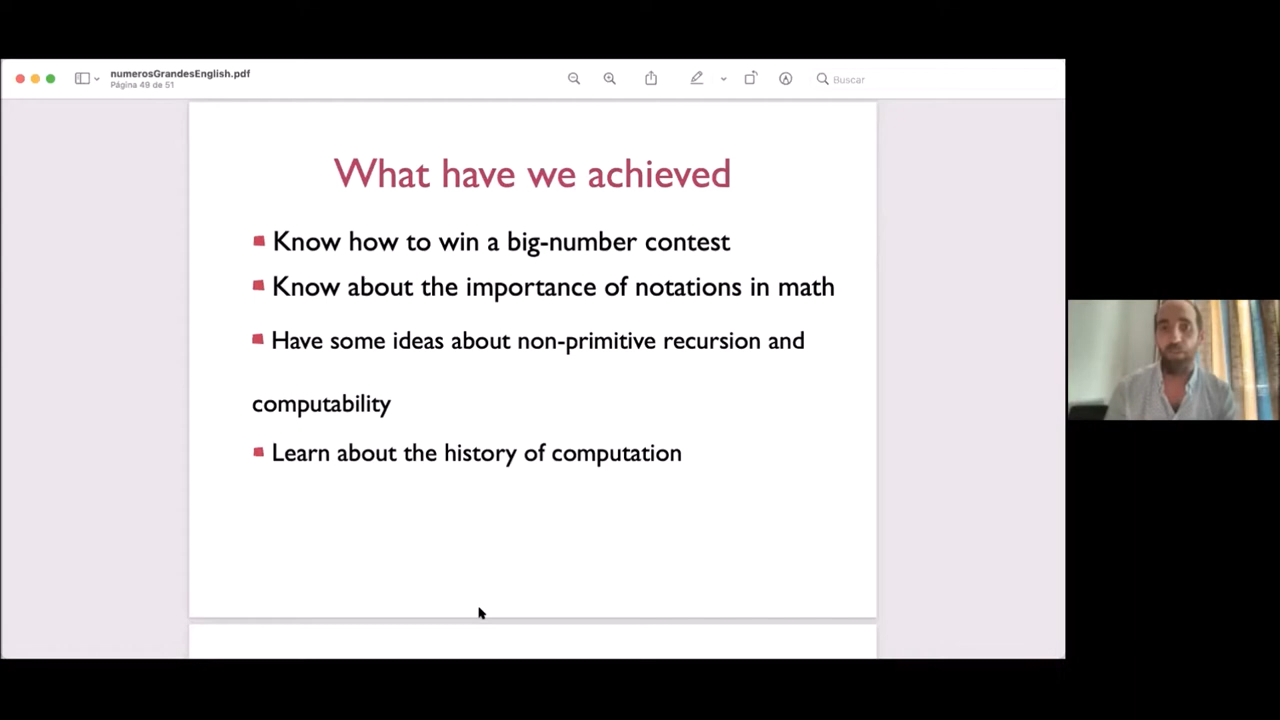 numerosGrandesEnglish.pdf
Página 49 de 51
Buscar
What have we achieved
Know how to win a big-number contest
Know about the importance of notations in math
Have some ideas about non-primitive recursion and
computability
Learn about the history of computation